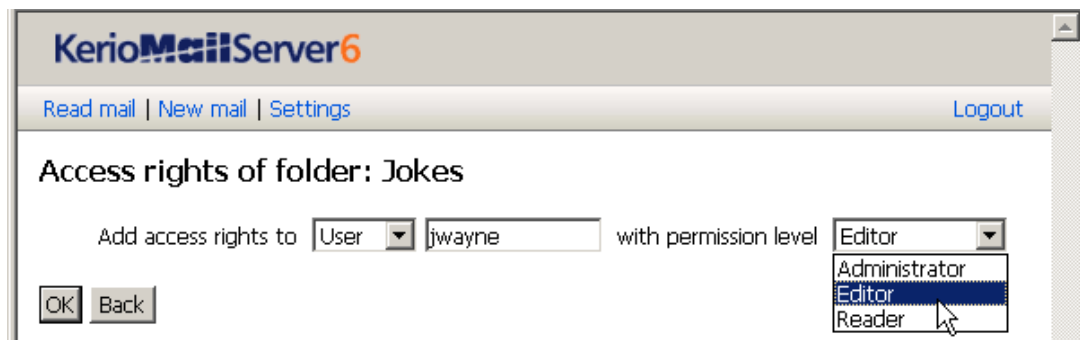 KerioMailServer6
Read mail | New mail | Settings Logout
Access rights of folder: Jokes
Add access rights to User jwayne with permission level Editor
Administrator
Editor
Reader
OK Back